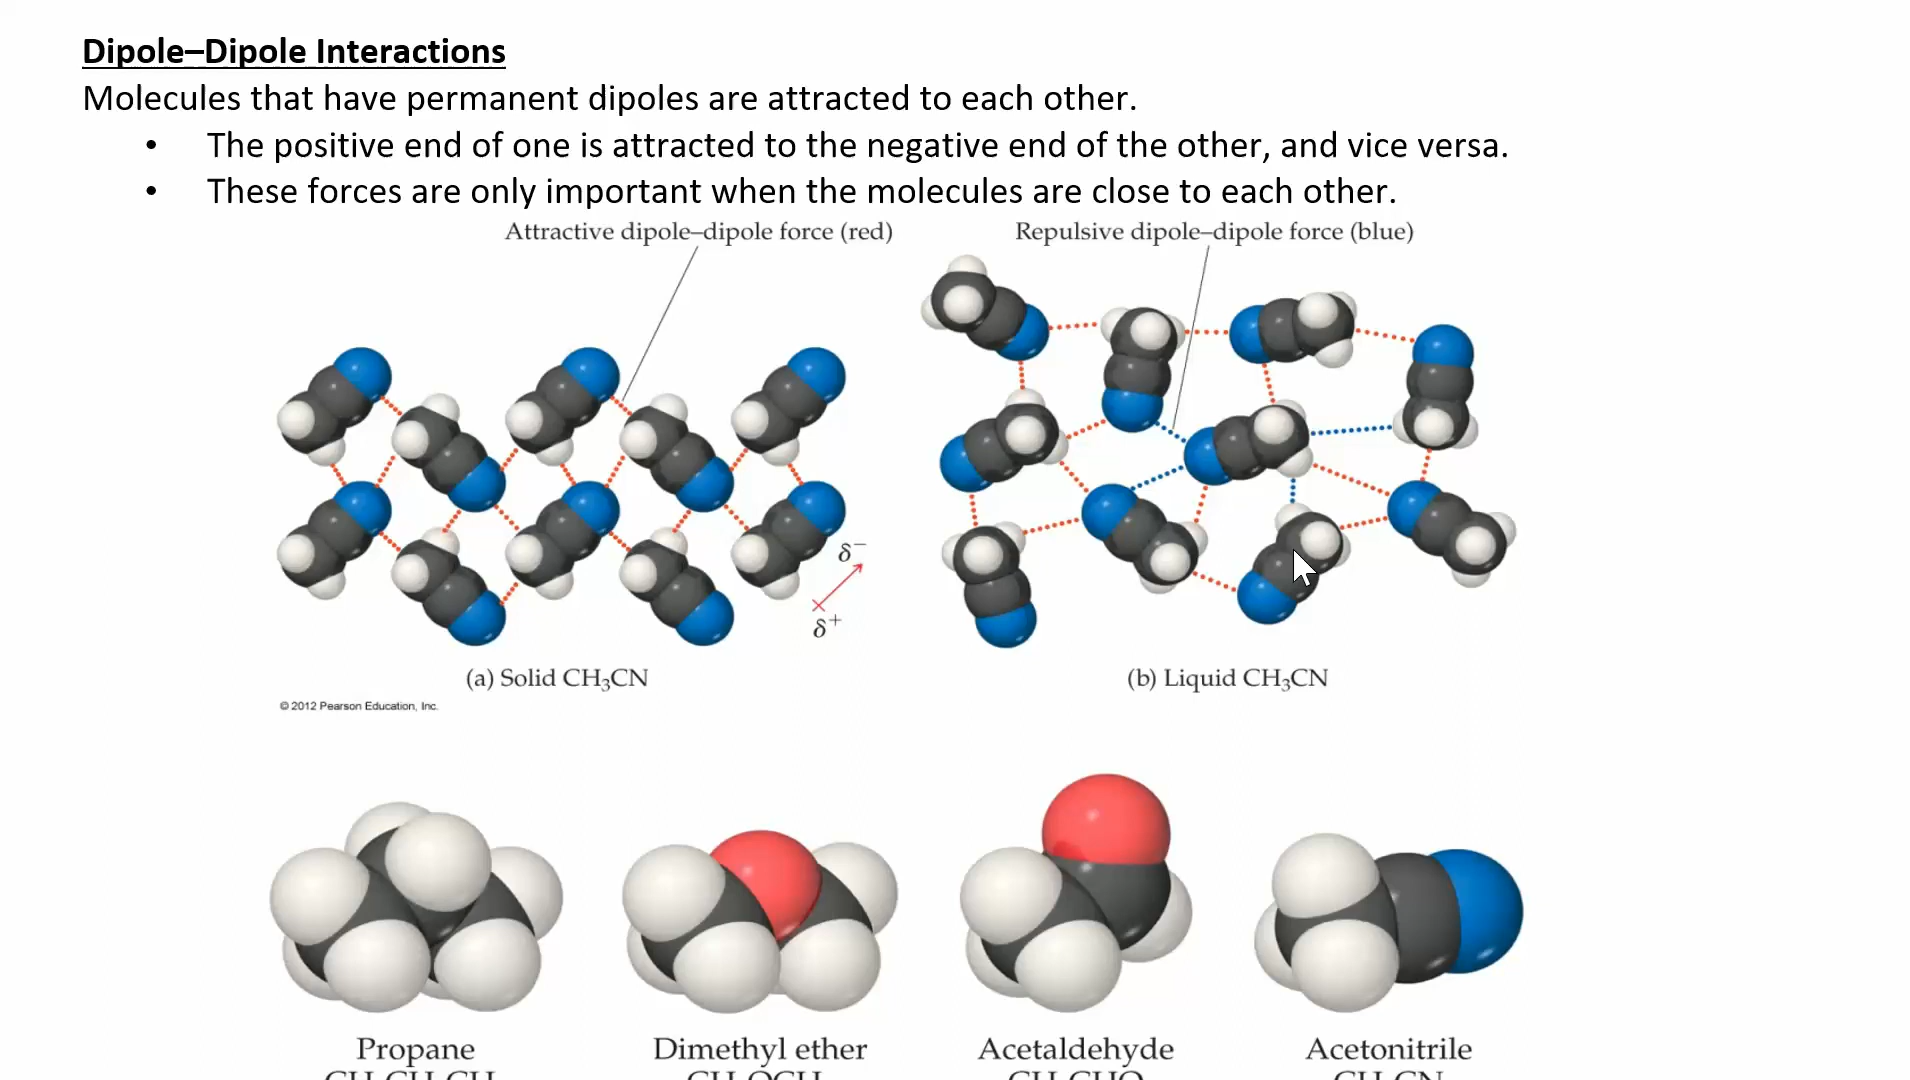 Dipole–Dipole Interactions
Molecules that have permanent dipoles are attracted to each other.
• The positive end of one is attracted to the negative end of the other, and vice versa.
• These forces are only important when the molecules are close to each other.
Attractive dipole–dipole force (red)
Repulsive dipole–dipole force (blue)
δ−
δ+
(a) Solid CH₃CN
(b) Liquid CH₃CN
© 2012 Pearson Education, Inc.
Propane
Dimethyl ether
Acetaldehyde
Acetonitrile